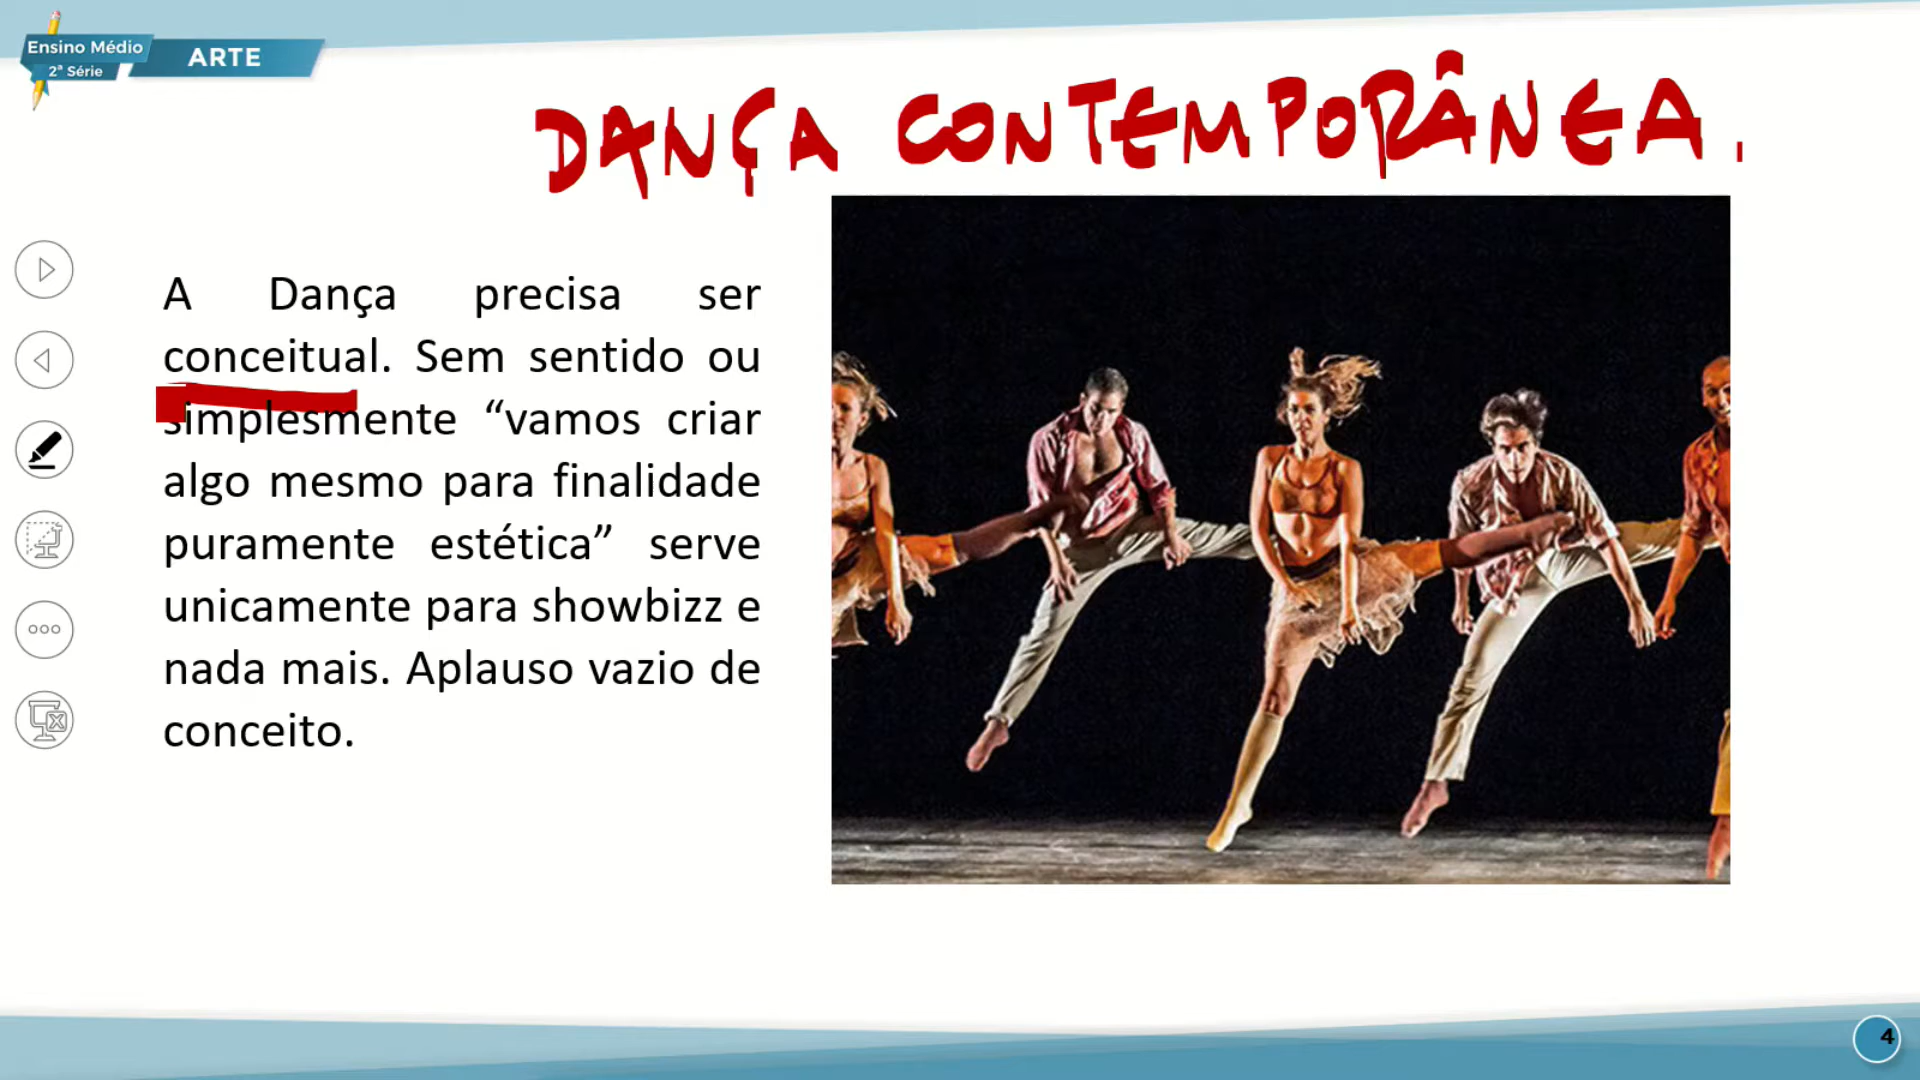 Ensino Médio
2ª Série
ARTE
DANÇA CONTEMPORÂNEA.
A Dança precisa ser
conceitual. Sem sentido ou
simplesmente “vamos criar
algo mesmo para finalidade
puramente estética” serve
unicamente para showbizz e
nada mais. Aplauso vazio de
conceito.
4